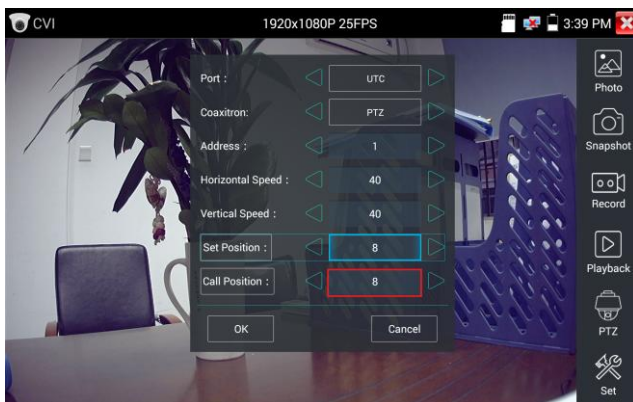 CVI 1920x1080P 25FPS 3:39 PM
Port : UTC
Coaxitron: PTZ
Address : 1
Horizontal Speed : 40
Vertical Speed : 40
Set Position : 8
Call Position : 8
OK Cancel
Photo
Snapshot
Record
Playback
PTZ
Set